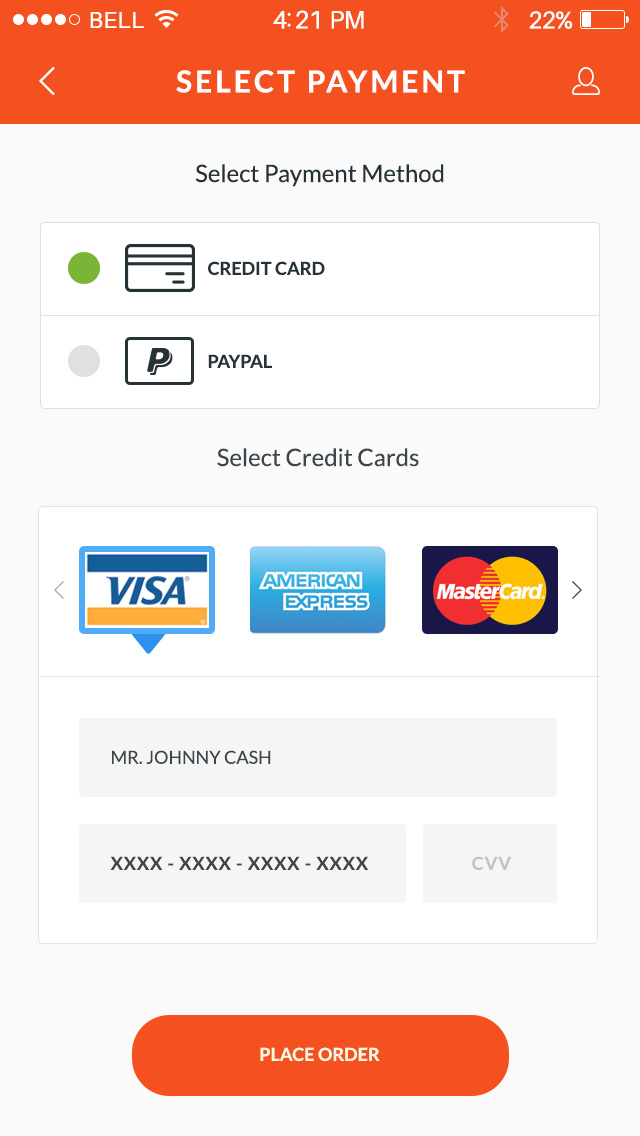 BELL 4:21 PM 22%
SELECT PAYMENT
Select Payment Method
CREDIT CARD
P PAYPAL
Select Credit Cards
VISA® AMERICAN EXPRESS MasterCard.
MR. JOHNNY CASH
XXXX - XXXX - XXXX - XXXX CVV
PLACE ORDER